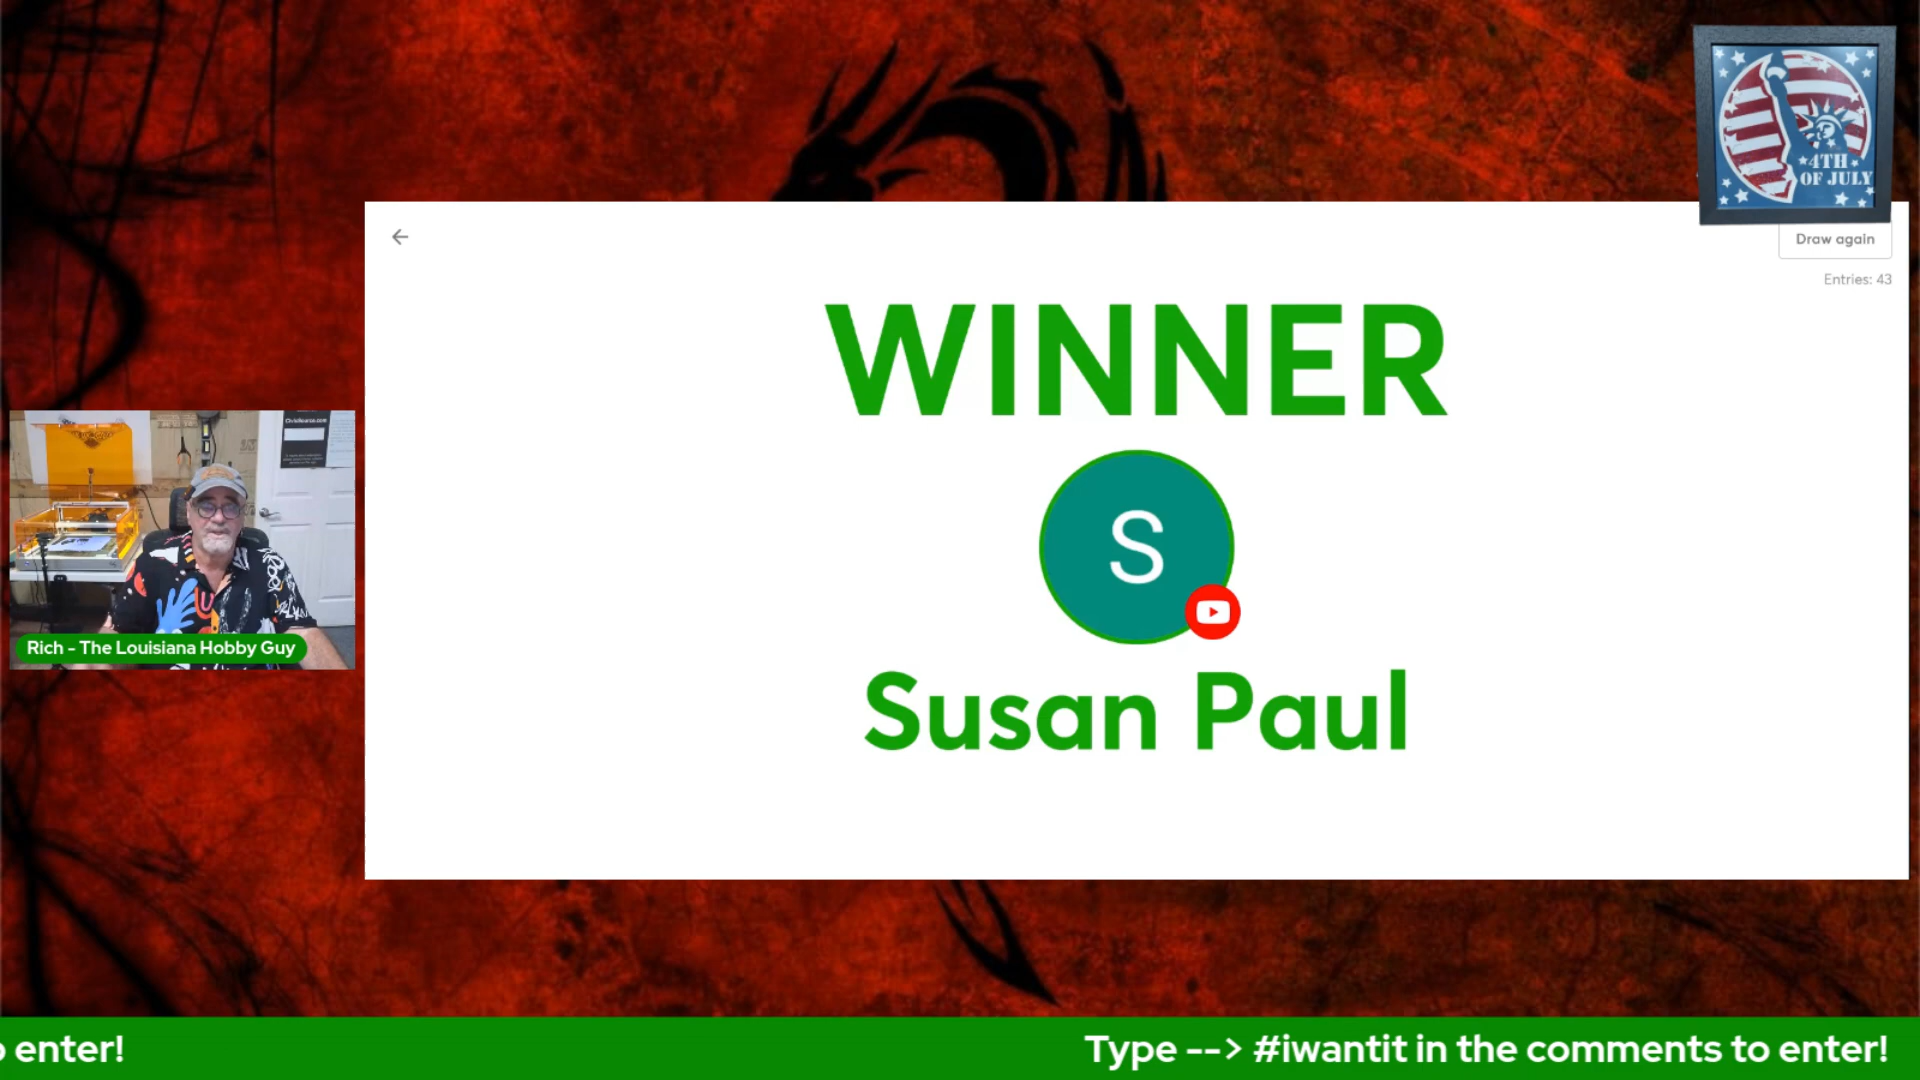 4TH
OF JULY
Draw again
Entries: 43
WINNER
S
Susan Paul
Rich - The Louisiana Hobby Guy
enter!
Type --> #iwantit in the comments to enter!